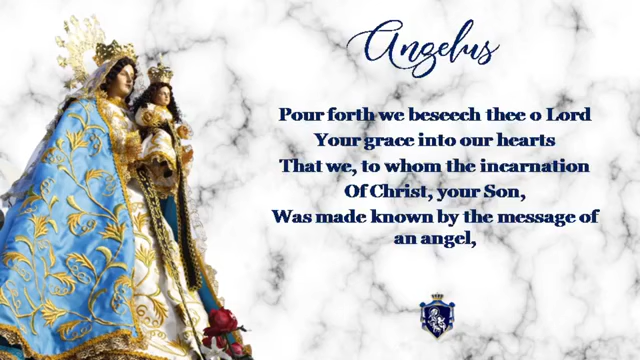 Angelus
Pour forth we beseech thee o Lord
Your grace into our hearts
That we, to whom the incarnation
Of Christ, your Son,
Was made known by the message of
an angel,